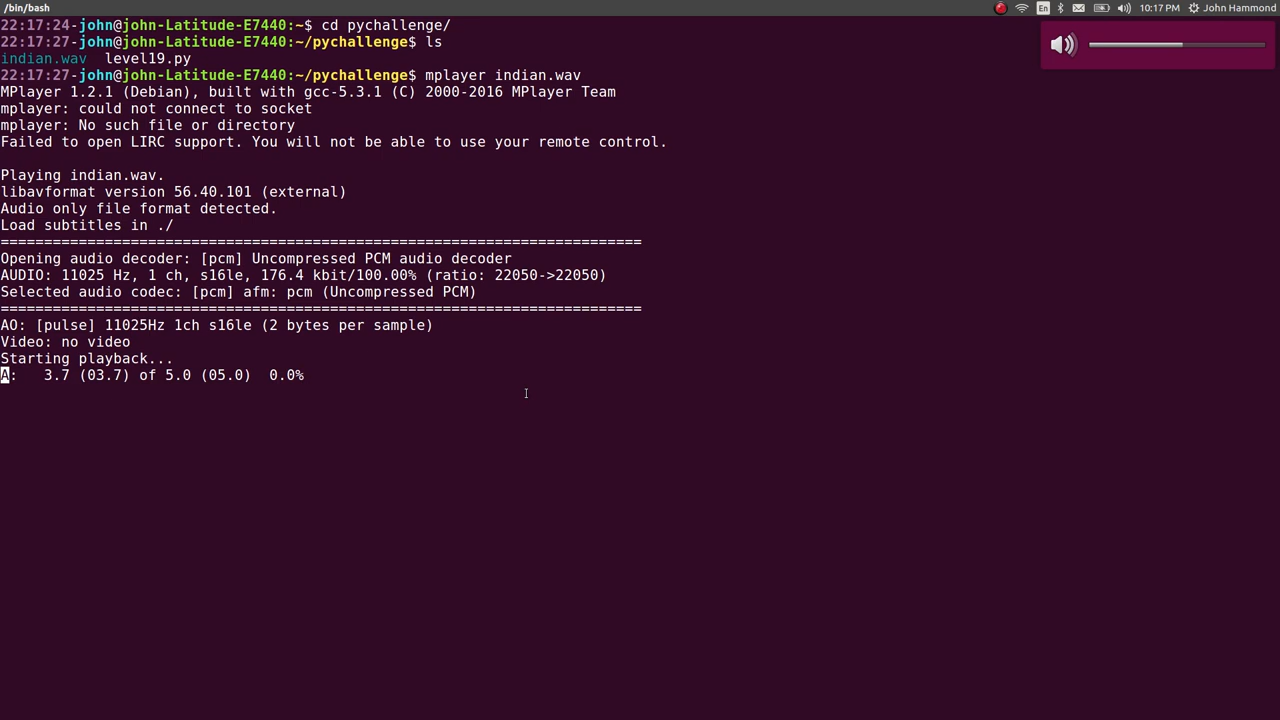 /bin/bash
En 10:17 PM John Hammond
22:17:24-john@john-Latitude-E7440:~$ cd pychallenge/
22:17:27-john@john-Latitude-E7440:~/pychallenge$ ls
indian.wav  level19.py
22:17:27-john@john-Latitude-E7440:~/pychallenge$ mplayer indian.wav
MPlayer 1.2.1 (Debian), built with gcc-5.3.1 (C) 2000-2016 MPlayer Team
mplayer: could not connect to socket
mplayer: No such file or directory
Failed to open LIRC support. You will not be able to use your remote control.
Playing indian.wav.
libavformat version 56.40.101 (external)
Audio only file format detected.
Load subtitles in ./
==========================================================================
Opening audio decoder: [pcm] Uncompressed PCM audio decoder
AUDIO: 11025 Hz, 1 ch, s16le, 176.4 kbit/100.00% (ratio: 22050->22050)
Selected audio codec: [pcm] afm: pcm (Uncompressed PCM)
==========================================================================
AO: [pulse] 11025Hz 1ch s16le (2 bytes per sample)
Video: no video
Starting playback...
A:   3.7 (03.7) of 5.0 (05.0)  0.0%